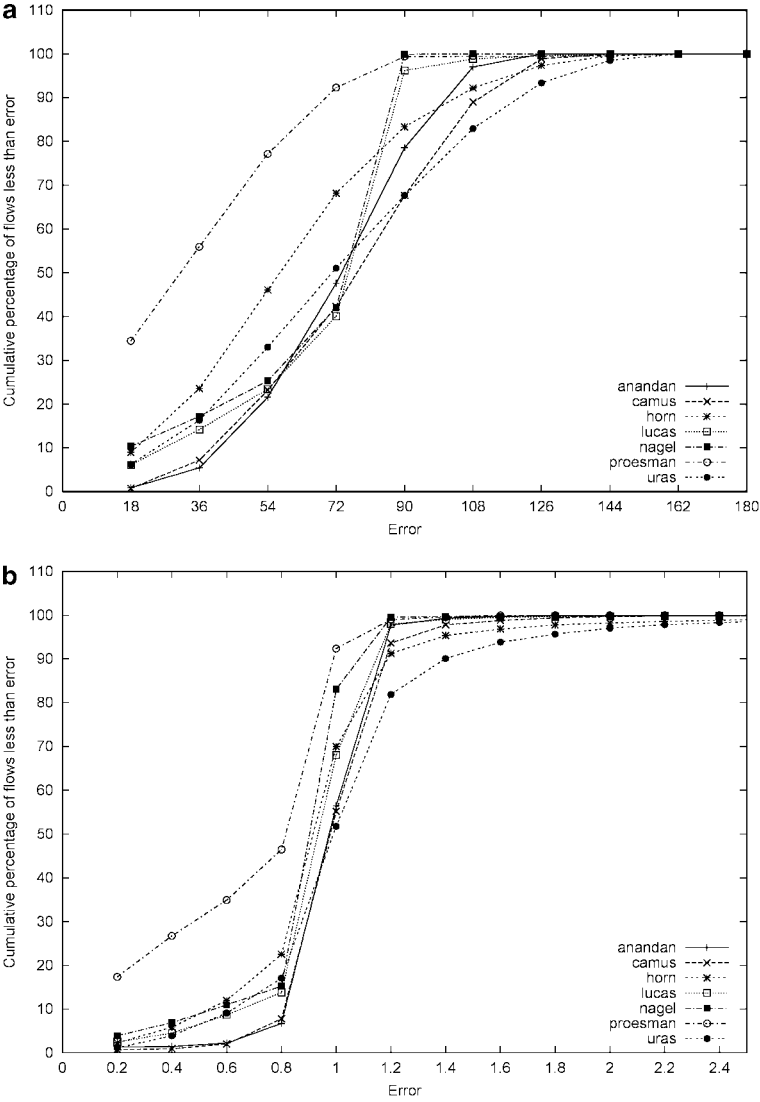 a
110
100
90
80
70
60
50
40
30
20
10
0
Cumulative percentage of flows less than error
anandan
camus
horn
lucas
nagel
proesman
uras
0 18 36 54 72 90 108 126 144 162 180
Error
b
110
100
90
80
70
60
50
40
30
20
10
0
Cumulative percentage of flows less than error
anandan
camus
horn
lucas
nagel
proesman
uras
0 0.2 0.4 0.6 0.8 1 1.2 1.4 1.6 1.8 2 2.2 2.4
Error